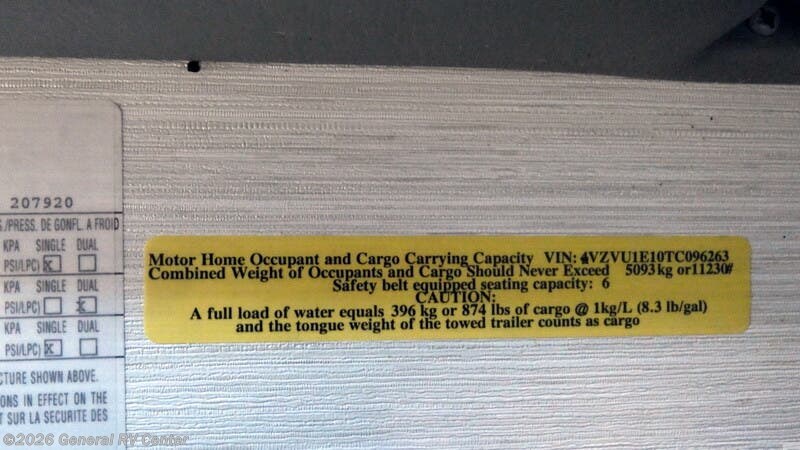 207920
/PRESS. DE GONFL. A FROID
KPA SINGLE DUAL
PSI/LPC) X
KPA SINGLE DUAL
PSI/LPC) X
KPA SINGLE DUAL
PSI/LPC) X
CTURE SHOWN ABOVE.
ONS IN EFFECT ON THE
T SUR LA SECURITE DES
Motor Home Occupant and Cargo Carrying Capacity VIN: 4VZVU1E10TC096263
Combined Weight of Occupants and Cargo Should Never Exceed 5093kg or11230#
Safety belt equipped seating capacity: 6
CAUTION:
A full load of water equals 396 kg or 874 lbs of cargo @ 1kg/L (8.3 lb/gal)
and the tongue weight of the towed trailer counts as cargo
©2026 General RV Center